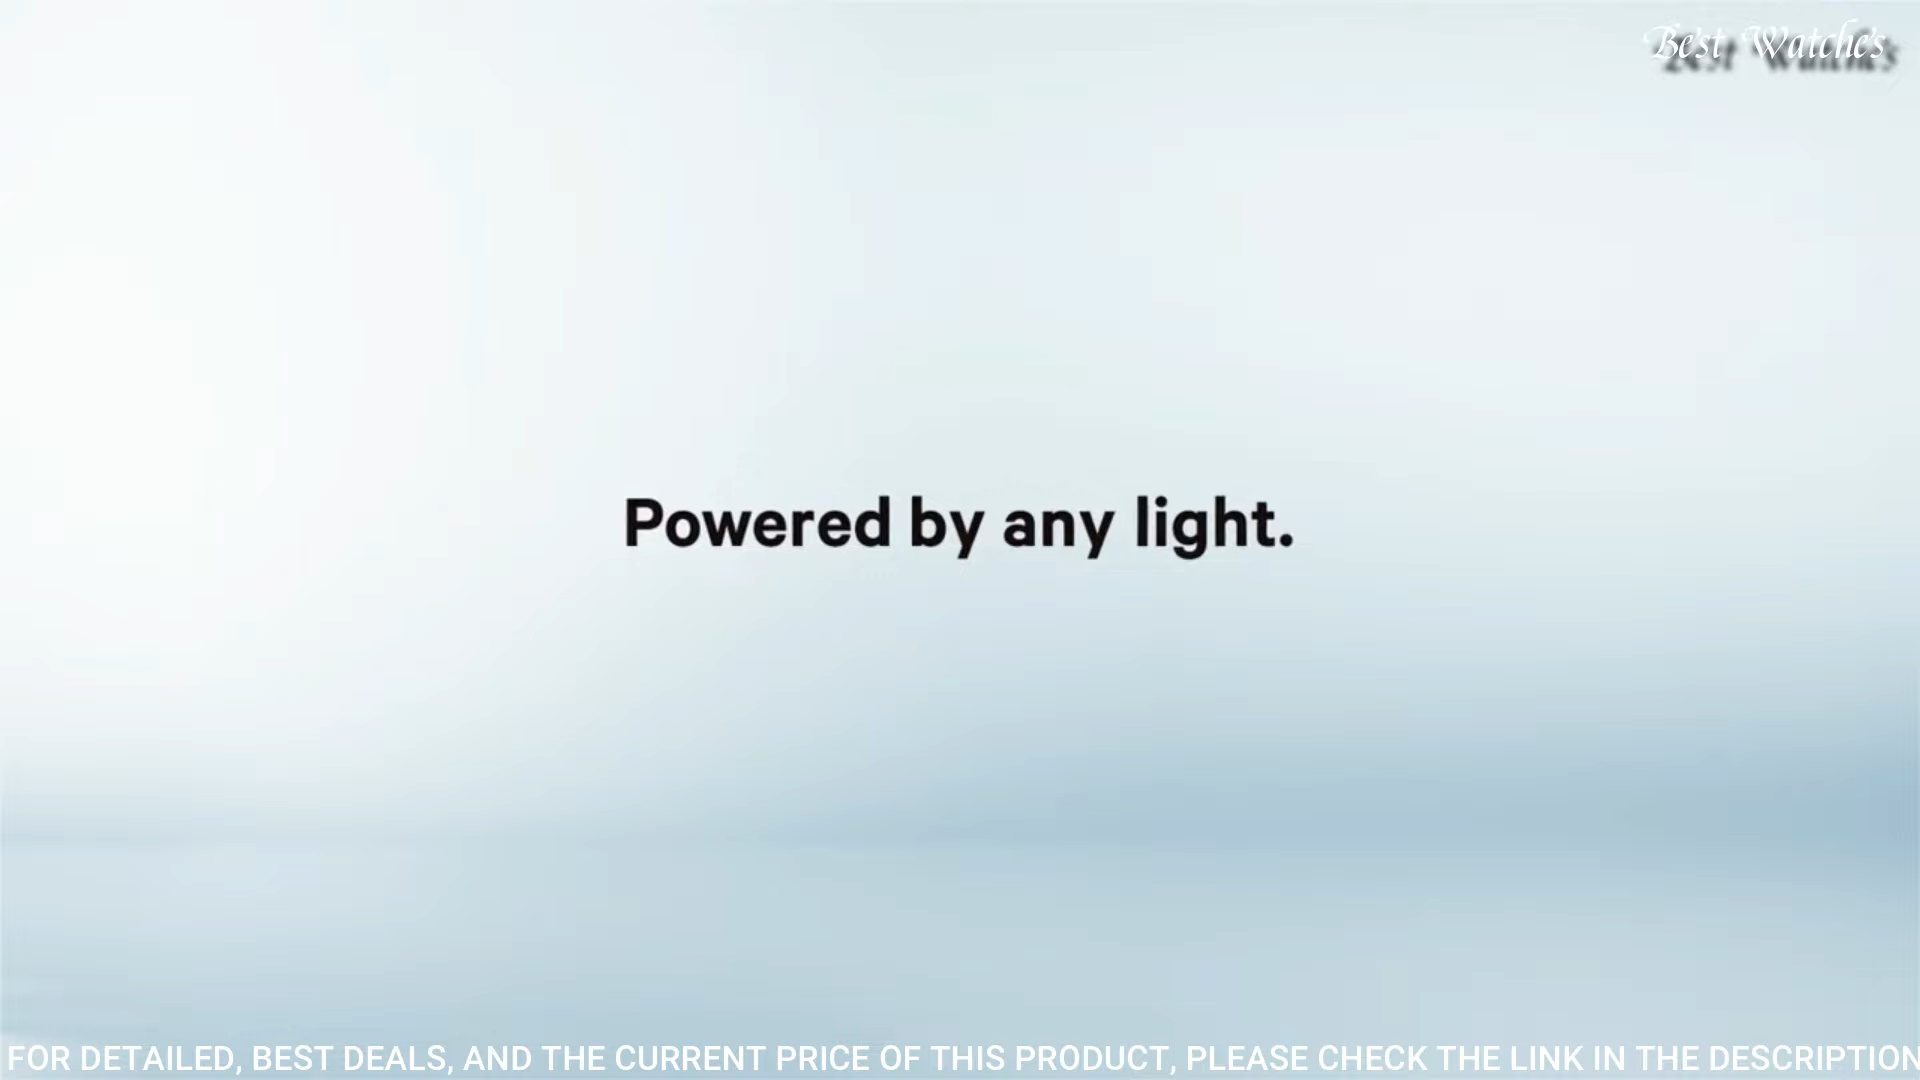 Best Watche's
Powered by any light.
FOR DETAILED, BEST DEALS, AND THE CURRENT PRICE OF THIS PRODUCT, PLEASE CHECK THE LINK IN THE DESCRIPTION